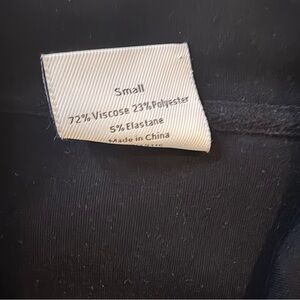 Small
72% Viscose 23% Polyester
5% Elastane
Made in China